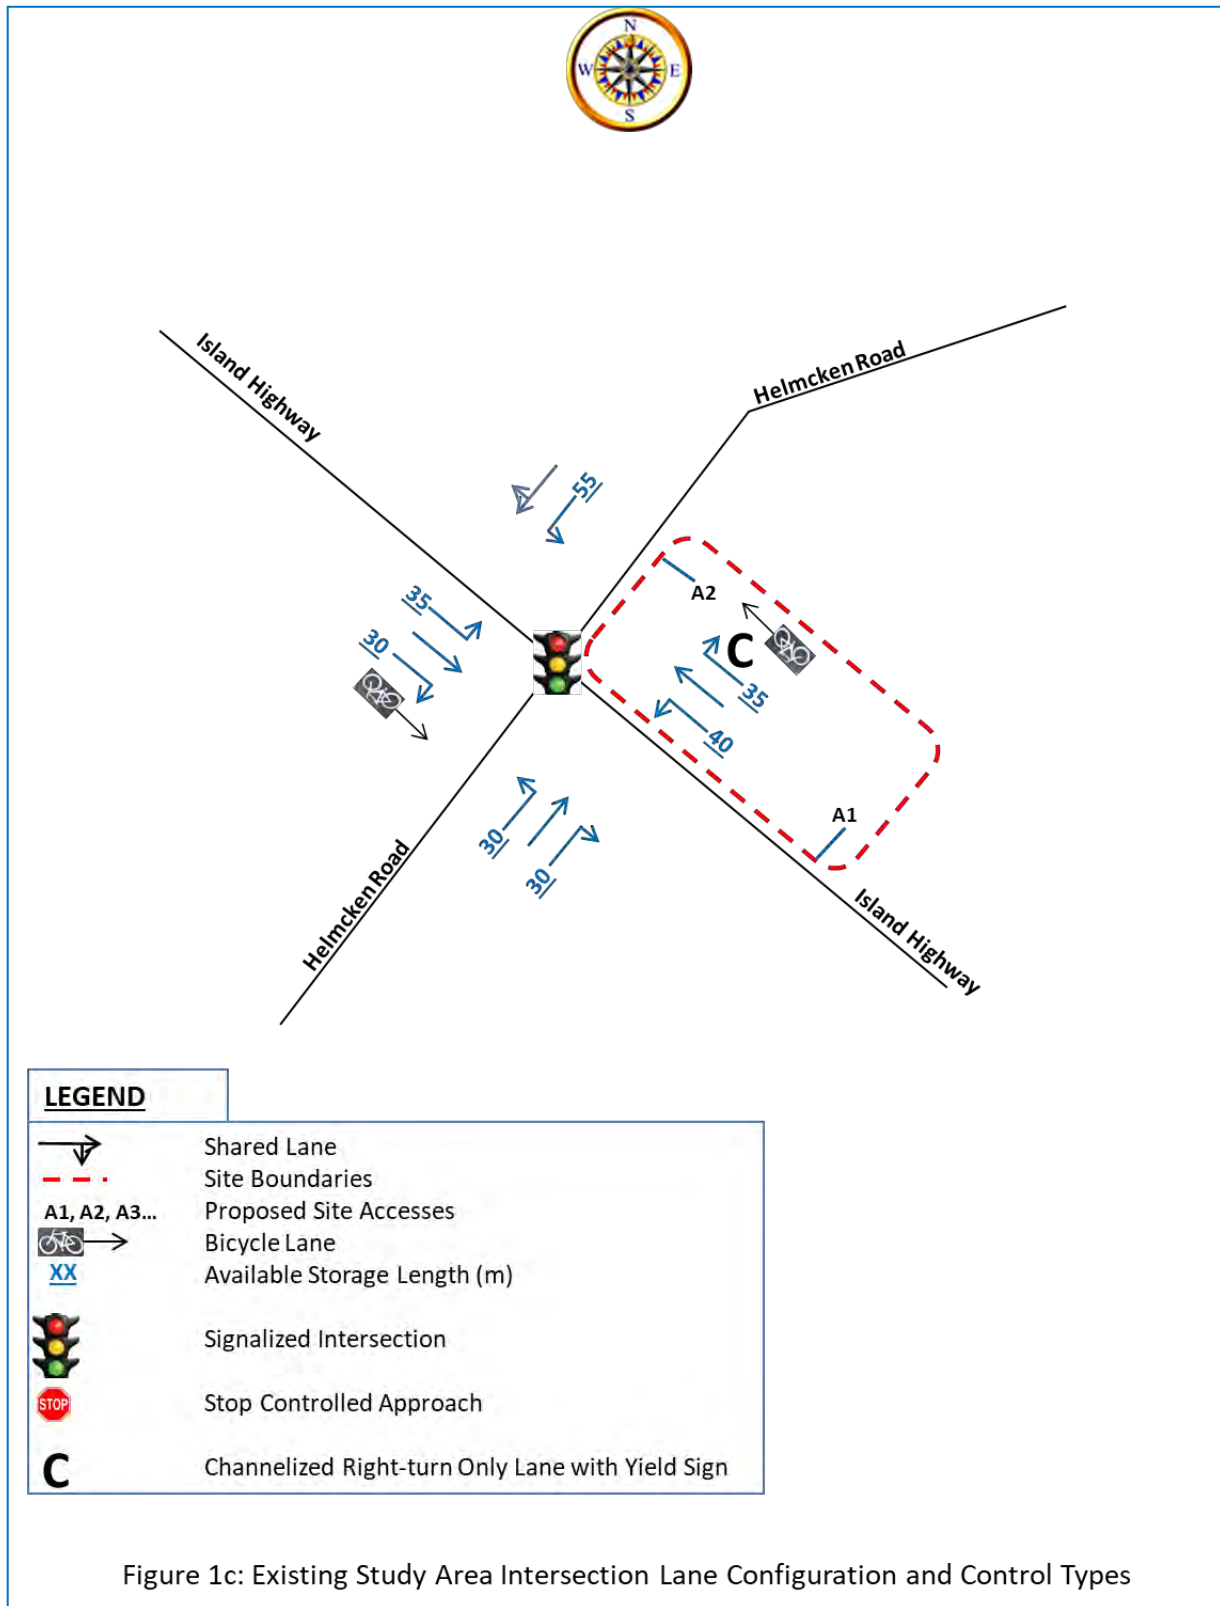 N
W E
S
Island Highway
Helmcken Road
55
A2
35
30
C
35
40
30
30
A1
Helmcken Road
Island Highway
LEGEND
Shared Lane
Site Boundaries
A1, A2, A3... Proposed Site Accesses
Bicycle Lane
XX Available Storage Length (m)
Signalized Intersection
STOP Stop Controlled Approach
C Channelized Right-turn Only Lane with Yield Sign
Figure 1c: Existing Study Area Intersection Lane Configuration and Control Types